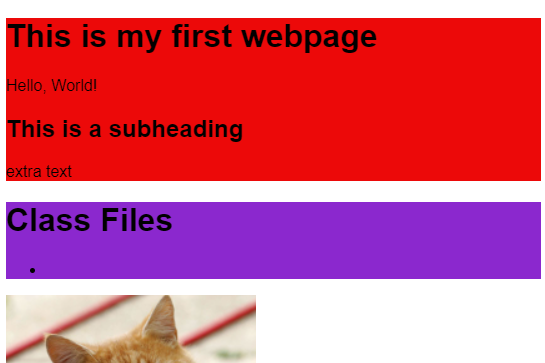 This is my first webpage
Hello, World!
This is a subheading
extra text
Class Files